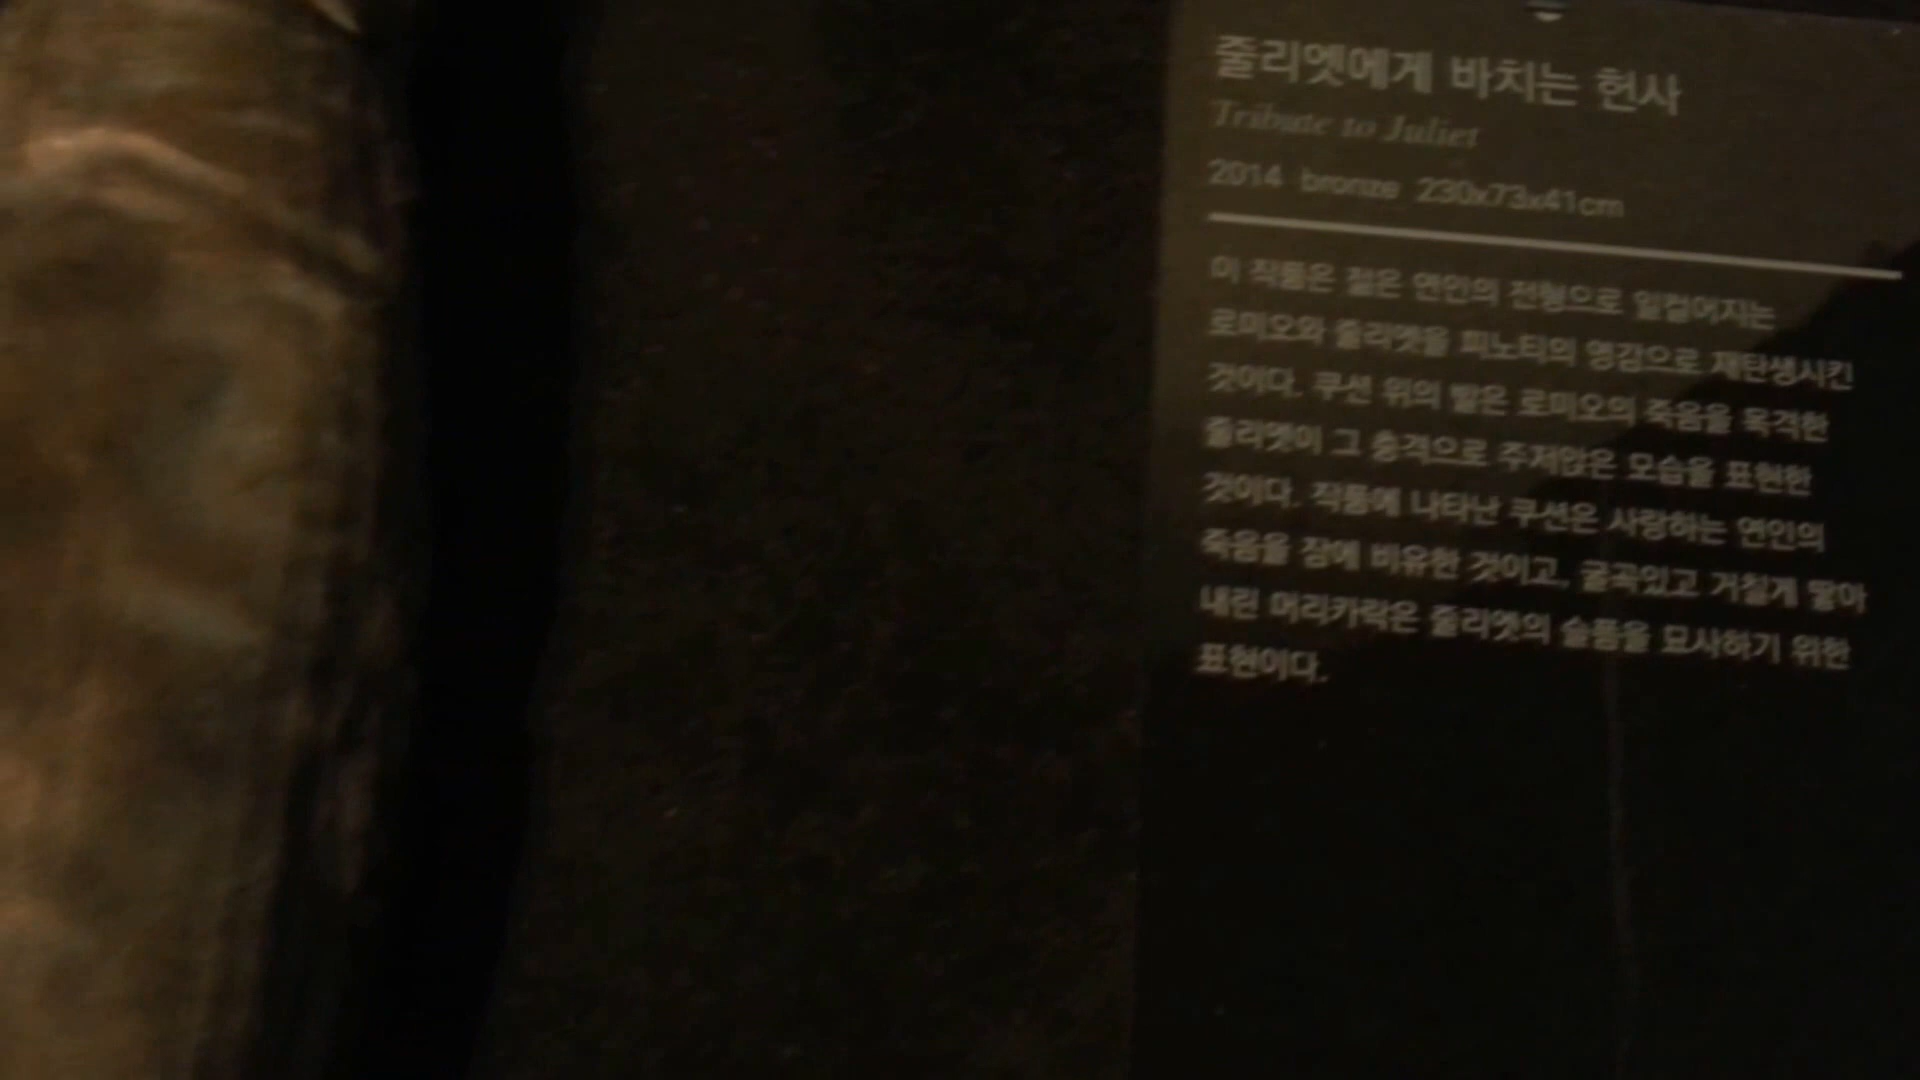 줄리엣에게 바치는 헌사
Tribute to Juliet
2014 bronze 230x73x41cm
이 작품은 젊은 연인의 전형으로 일컬어지는
로미오와 줄리엣을 피노티의 영감으로 재탄생시킨
것이다. 쿠션 위의 발은 로미오의 죽음을 목격한
줄리엣이 그 충격으로 주저앉은 모습을 표현한
것이다. 작품에 나타난 쿠션은 사랑하는 연인의
죽음을 잠에 비유한 것이고, 굴곡있고 거칠게 땋아
내린 머리카락은 줄리엣의 슬픔을 묘사하기 위한
표현이다.